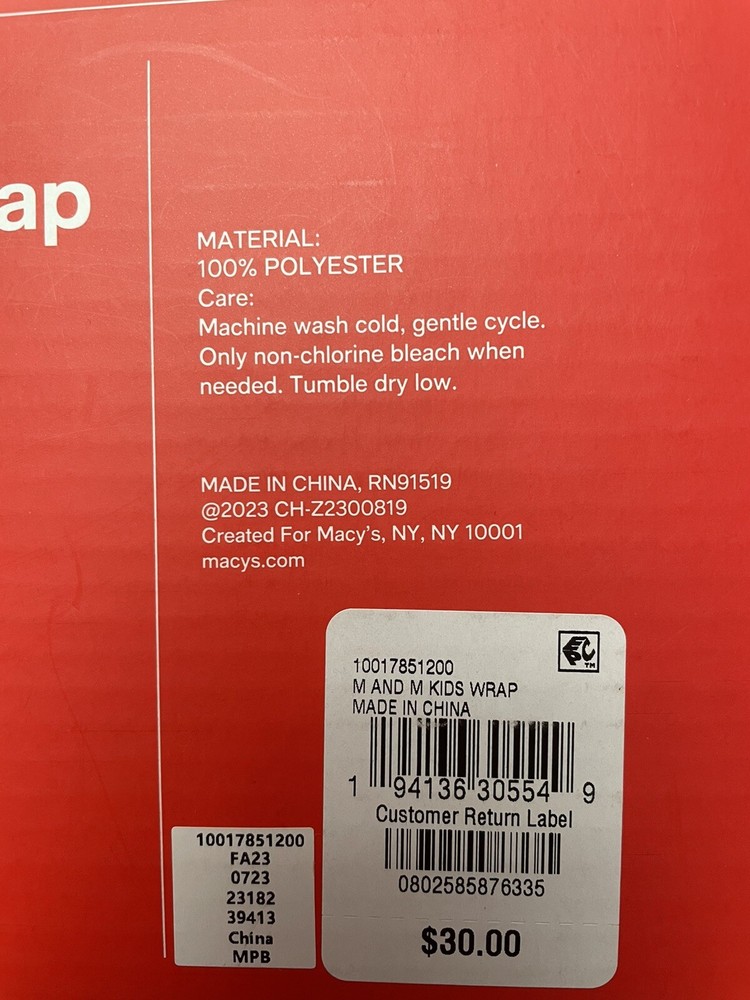 ap
MATERIAL:
100% POLYESTER
Care:
Machine wash cold, gentle cycle.
Only non-chlorine bleach when
needed. Tumble dry low.
MADE IN CHINA, RN91519
@2023 CH-Z2300819
Created For Macy's, NY, NY 10001
macys.com
10017851200
M AND M KIDS WRAP
MADE IN CHINA
1 94136 30554 9
Customer Return Label
0802585876335
$30.00
10017851200
FA23
0723
23182
39413
China
MPB